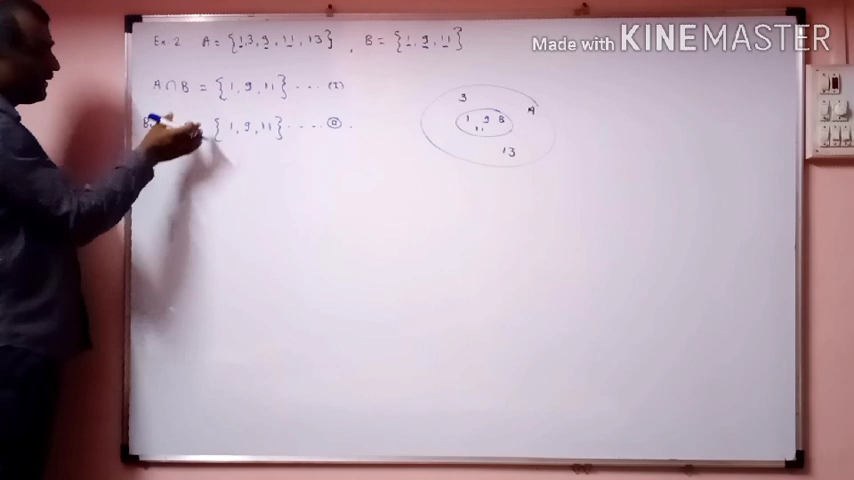 Ex. 2 A = {1,3, 9, 11, 13} , B = {1, 9, 11}
Made with KINEMASTER
A ∩ B = {1, 9, 11} .... (I)
B {1, 9, 11} .... (II) .
3
A
1 9 B
11
13